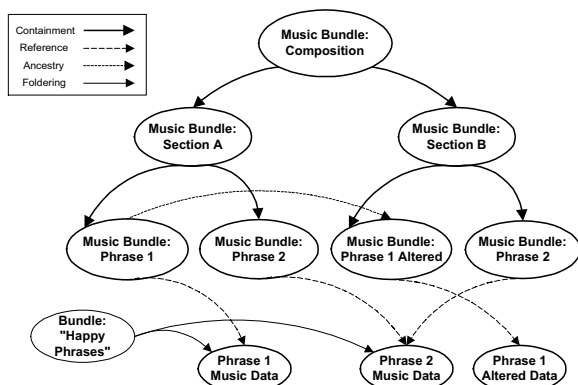 Containment
Reference
Ancestry
Foldering
Music Bundle:
Composition
Music Bundle:
Section A
Music Bundle:
Section B
Music Bundle:
Phrase 1
Music Bundle:
Phrase 2
Music Bundle:
Phrase 1 Altered
Music Bundle:
Phrase 2
Bundle:
"Happy
Phrases"
Phrase 1
Music Data
Phrase 2
Music Data
Phrase 1
Altered Data